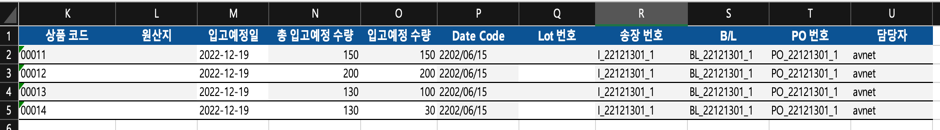 K L M N O P Q R S T U
1 상품 코드 원산지 입고예정일 총 입고예정 수량 입고예정 수량 Date Code Lot 번호 송장 번호 B/L PO 번호 담당자
2 00011 2022-12-19 150 150 2202/06/15 I_22121301_1 BL_22121301_1 PO_22121301_1 avnet
3 00012 2022-12-19 200 200 2202/06/15 I_22121301_1 BL_22121301_1 PO_22121301_1 avnet
4 00013 2022-12-19 130 100 2202/06/15 I_22121301_1 BL_22121301_1 PO_22121301_1 avnet
5 00014 2022-12-19 130 30 2202/06/15 I_22121301_1 BL_22121301_1 PO_22121301_1 avnet
6